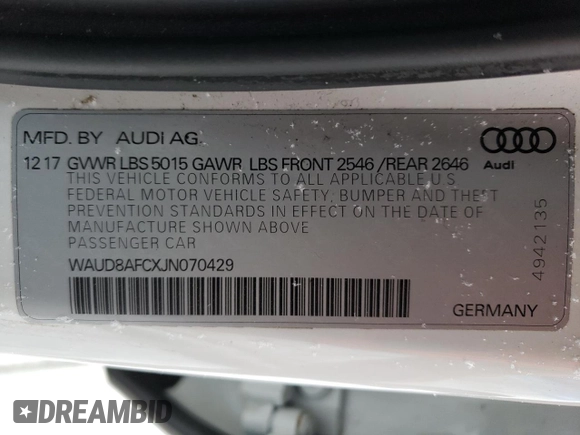 MFD. BY AUDI AG
12 17 GVWR LBS 5015 GAWR LBS FRONT 2546 /REAR 2646
Audi
THIS VEHICLE CONFORMS TO ALL APPLICABLE U.S
FEDERAL MOTOR VEHICLE SAFETY, BUMPER AND THEFT
PREVENTION STANDARDS IN EFFECT ON THE DATE OF
MANUFACTURE SHOWN ABOVE
PASSENGER CAR
WAUD8AFCXJN070429
4942135
GERMANY
DREAMBID